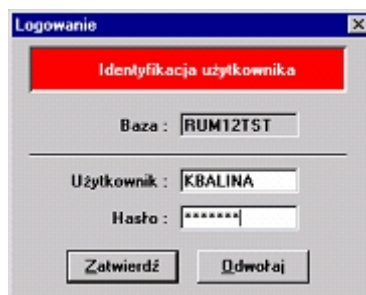 Logowanie
Identyfikacja użytkownika
Baza : RUM12TST
Użytkownik : KBALINA
Hasło : *******
Zatwierdź Odwołaj